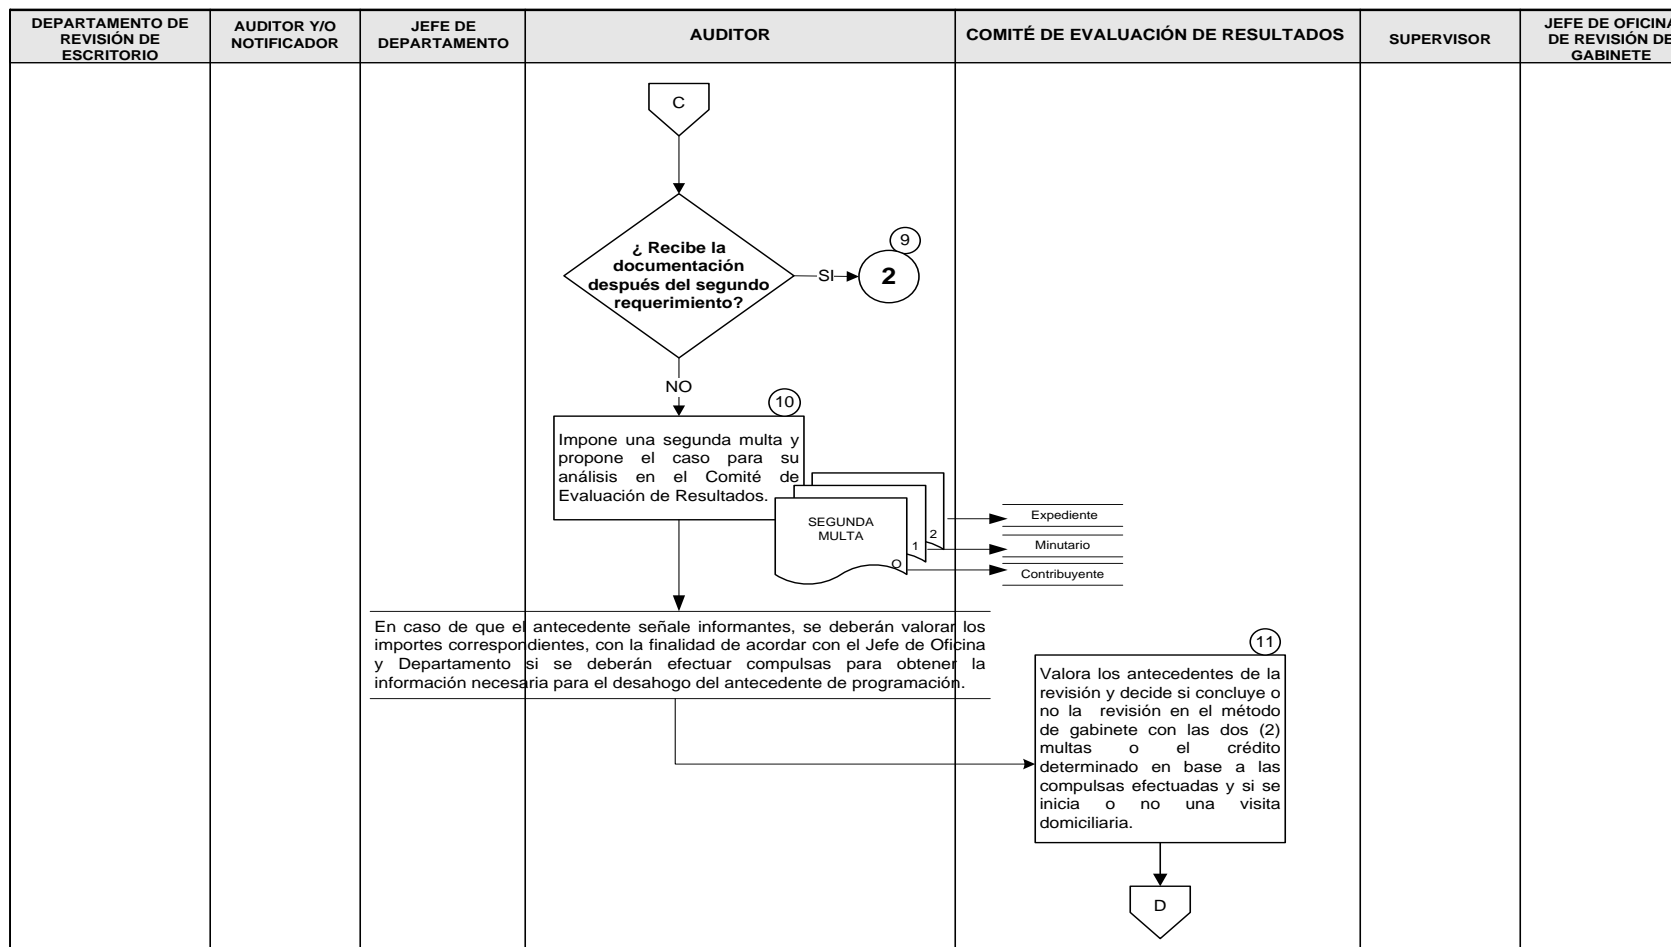 DEPARTAMENTO DE
REVISIÓN DE
ESCRITORIO
AUDITOR Y/O
NOTIFICADOR
JEFE DE
DEPARTAMENTO
AUDITOR
COMITÉ DE EVALUACIÓN DE RESULTADOS
SUPERVISOR
JEFE DE OFICINA
DE REVISIÓN DE
GABINETE
C
¿ Recibe la
documentación
después del segundo
requerimiento?
SI
9
2
NO
10
Impone una segunda multa y
propone el caso para su
análisis en el Comité de
Evaluación de Resultados.
SEGUNDA
MULTA
O
1
2
Expediente
Minutario
Contribuyente
En caso de que el antecedente señale informantes, se deberán valorar los
importes correspondientes, con la finalidad de acordar con el Jefe de Oficina
y Departamento si se deberán efectuar compulsas para obtener la
información necesaria para el desahogo del antecedente de programación.
11
Valora los antecedentes de la
revisión y decide si concluye o
no la revisión en el método
de gabinete con las dos (2)
multas o el crédito
determinado en base a las
compulsas efectuadas y si se
inicia o no una visita
domiciliaria.
D